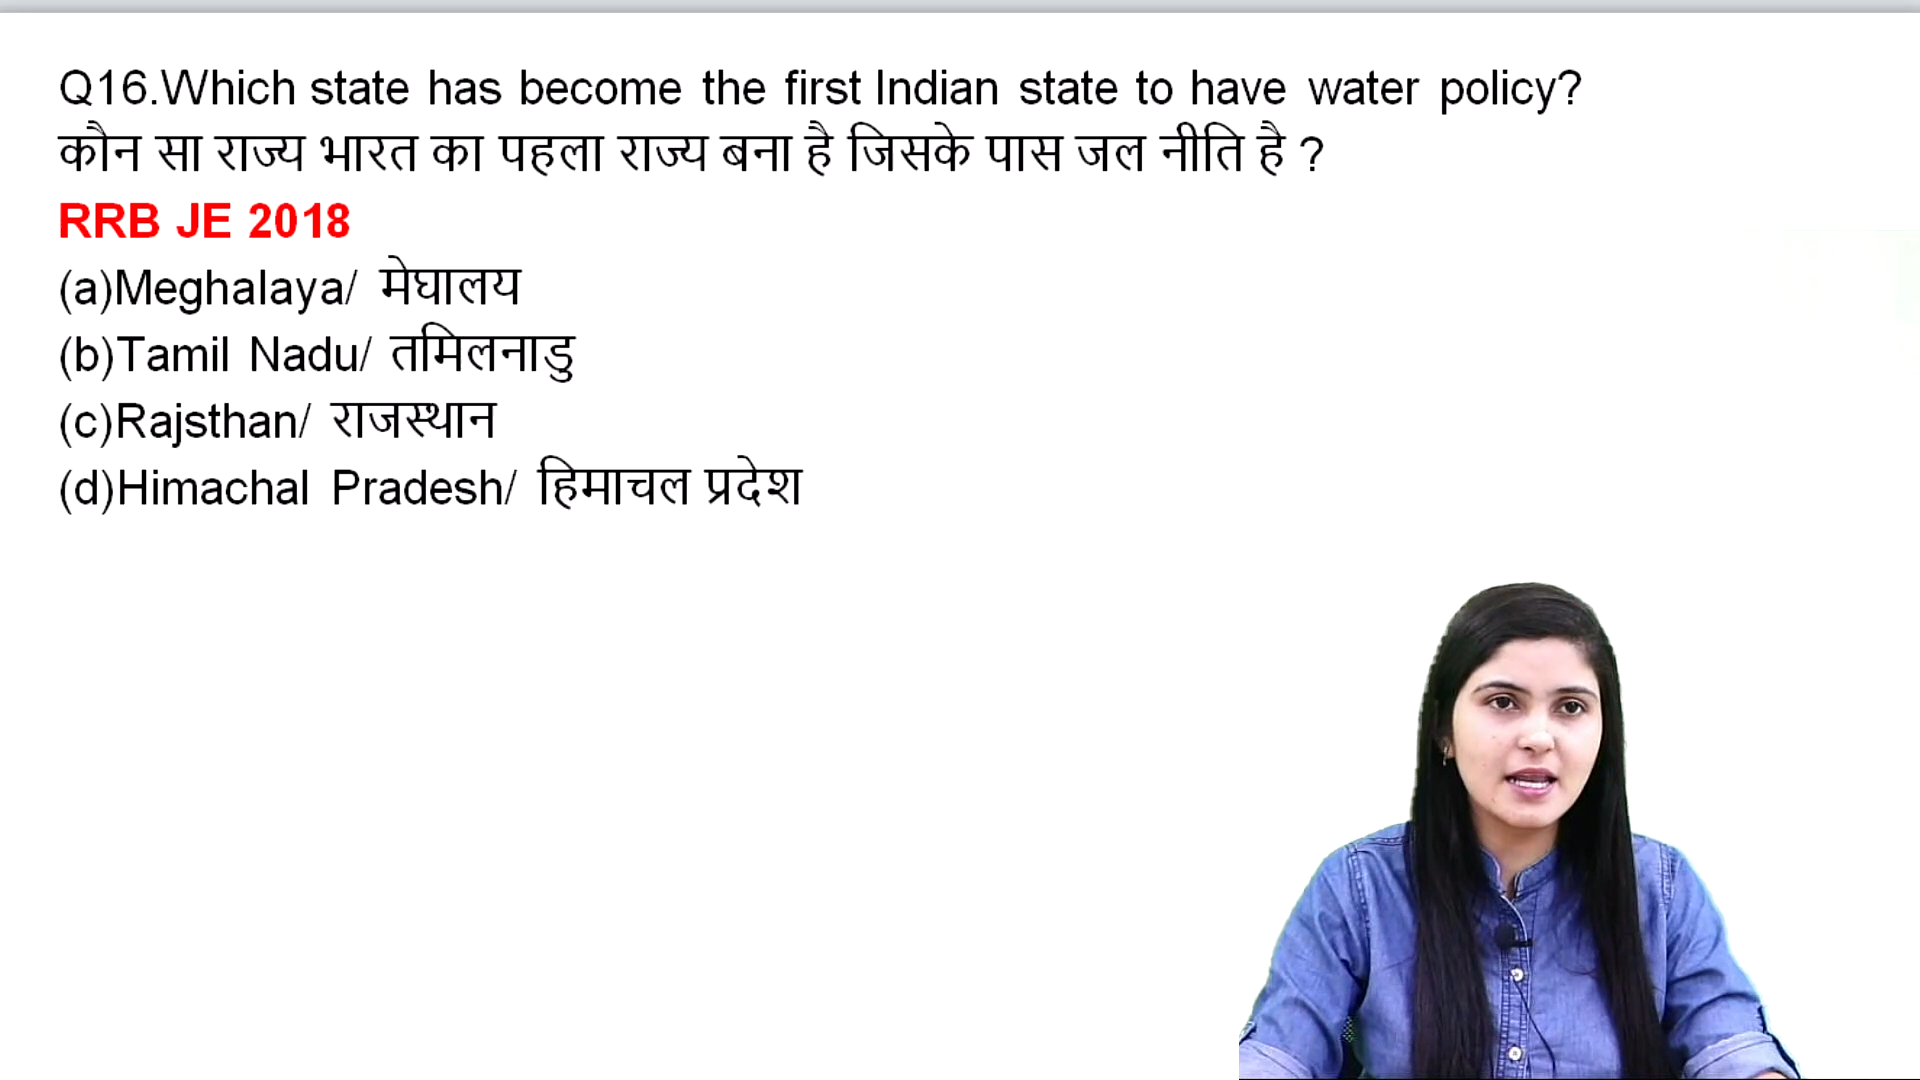 Q16.Which state has become the first Indian state to have water policy?
कौन सा राज्य भारत का पहला राज्य बना है जिसके पास जल नीति है ?
RRB JE 2018
(a)Meghalaya/ मेघालय
(b)Tamil Nadu/ तमिलनाडु
(c)Rajsthan/ राजस्थान
(d)Himachal Pradesh/ हिमाचल प्रदेश